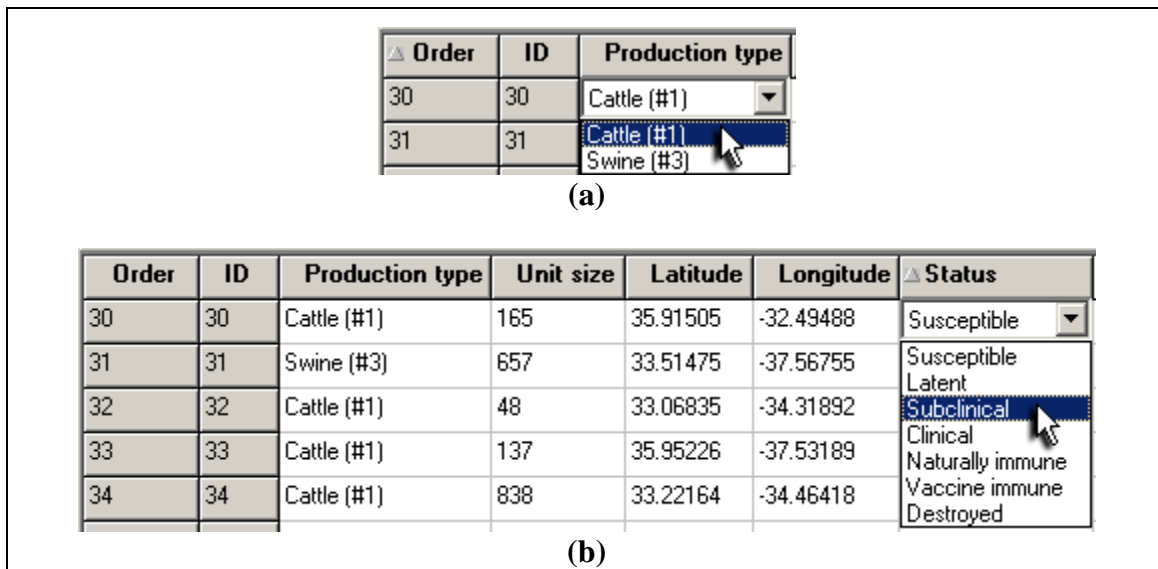 Order ID Production type
30 30 Cattle (#1)
31 31 Cattle (#1)
Swine (#3)
(a)
Order ID Production type Unit size Latitude Longitude Status
30 30 Cattle (#1) 165 35.91505 -32.49488 Susceptible
31 31 Swine (#3) 657 33.51475 -37.56755 Susceptible
Latent
32 32 Cattle (#1) 48 33.06835 -34.31892 Subclinical
Clinical
33 33 Cattle (#1) 137 35.95226 -37.53189 Naturally immune
34 34 Cattle (#1) 838 33.22164 -34.46418 Vaccine immune
Destroyed
(b)